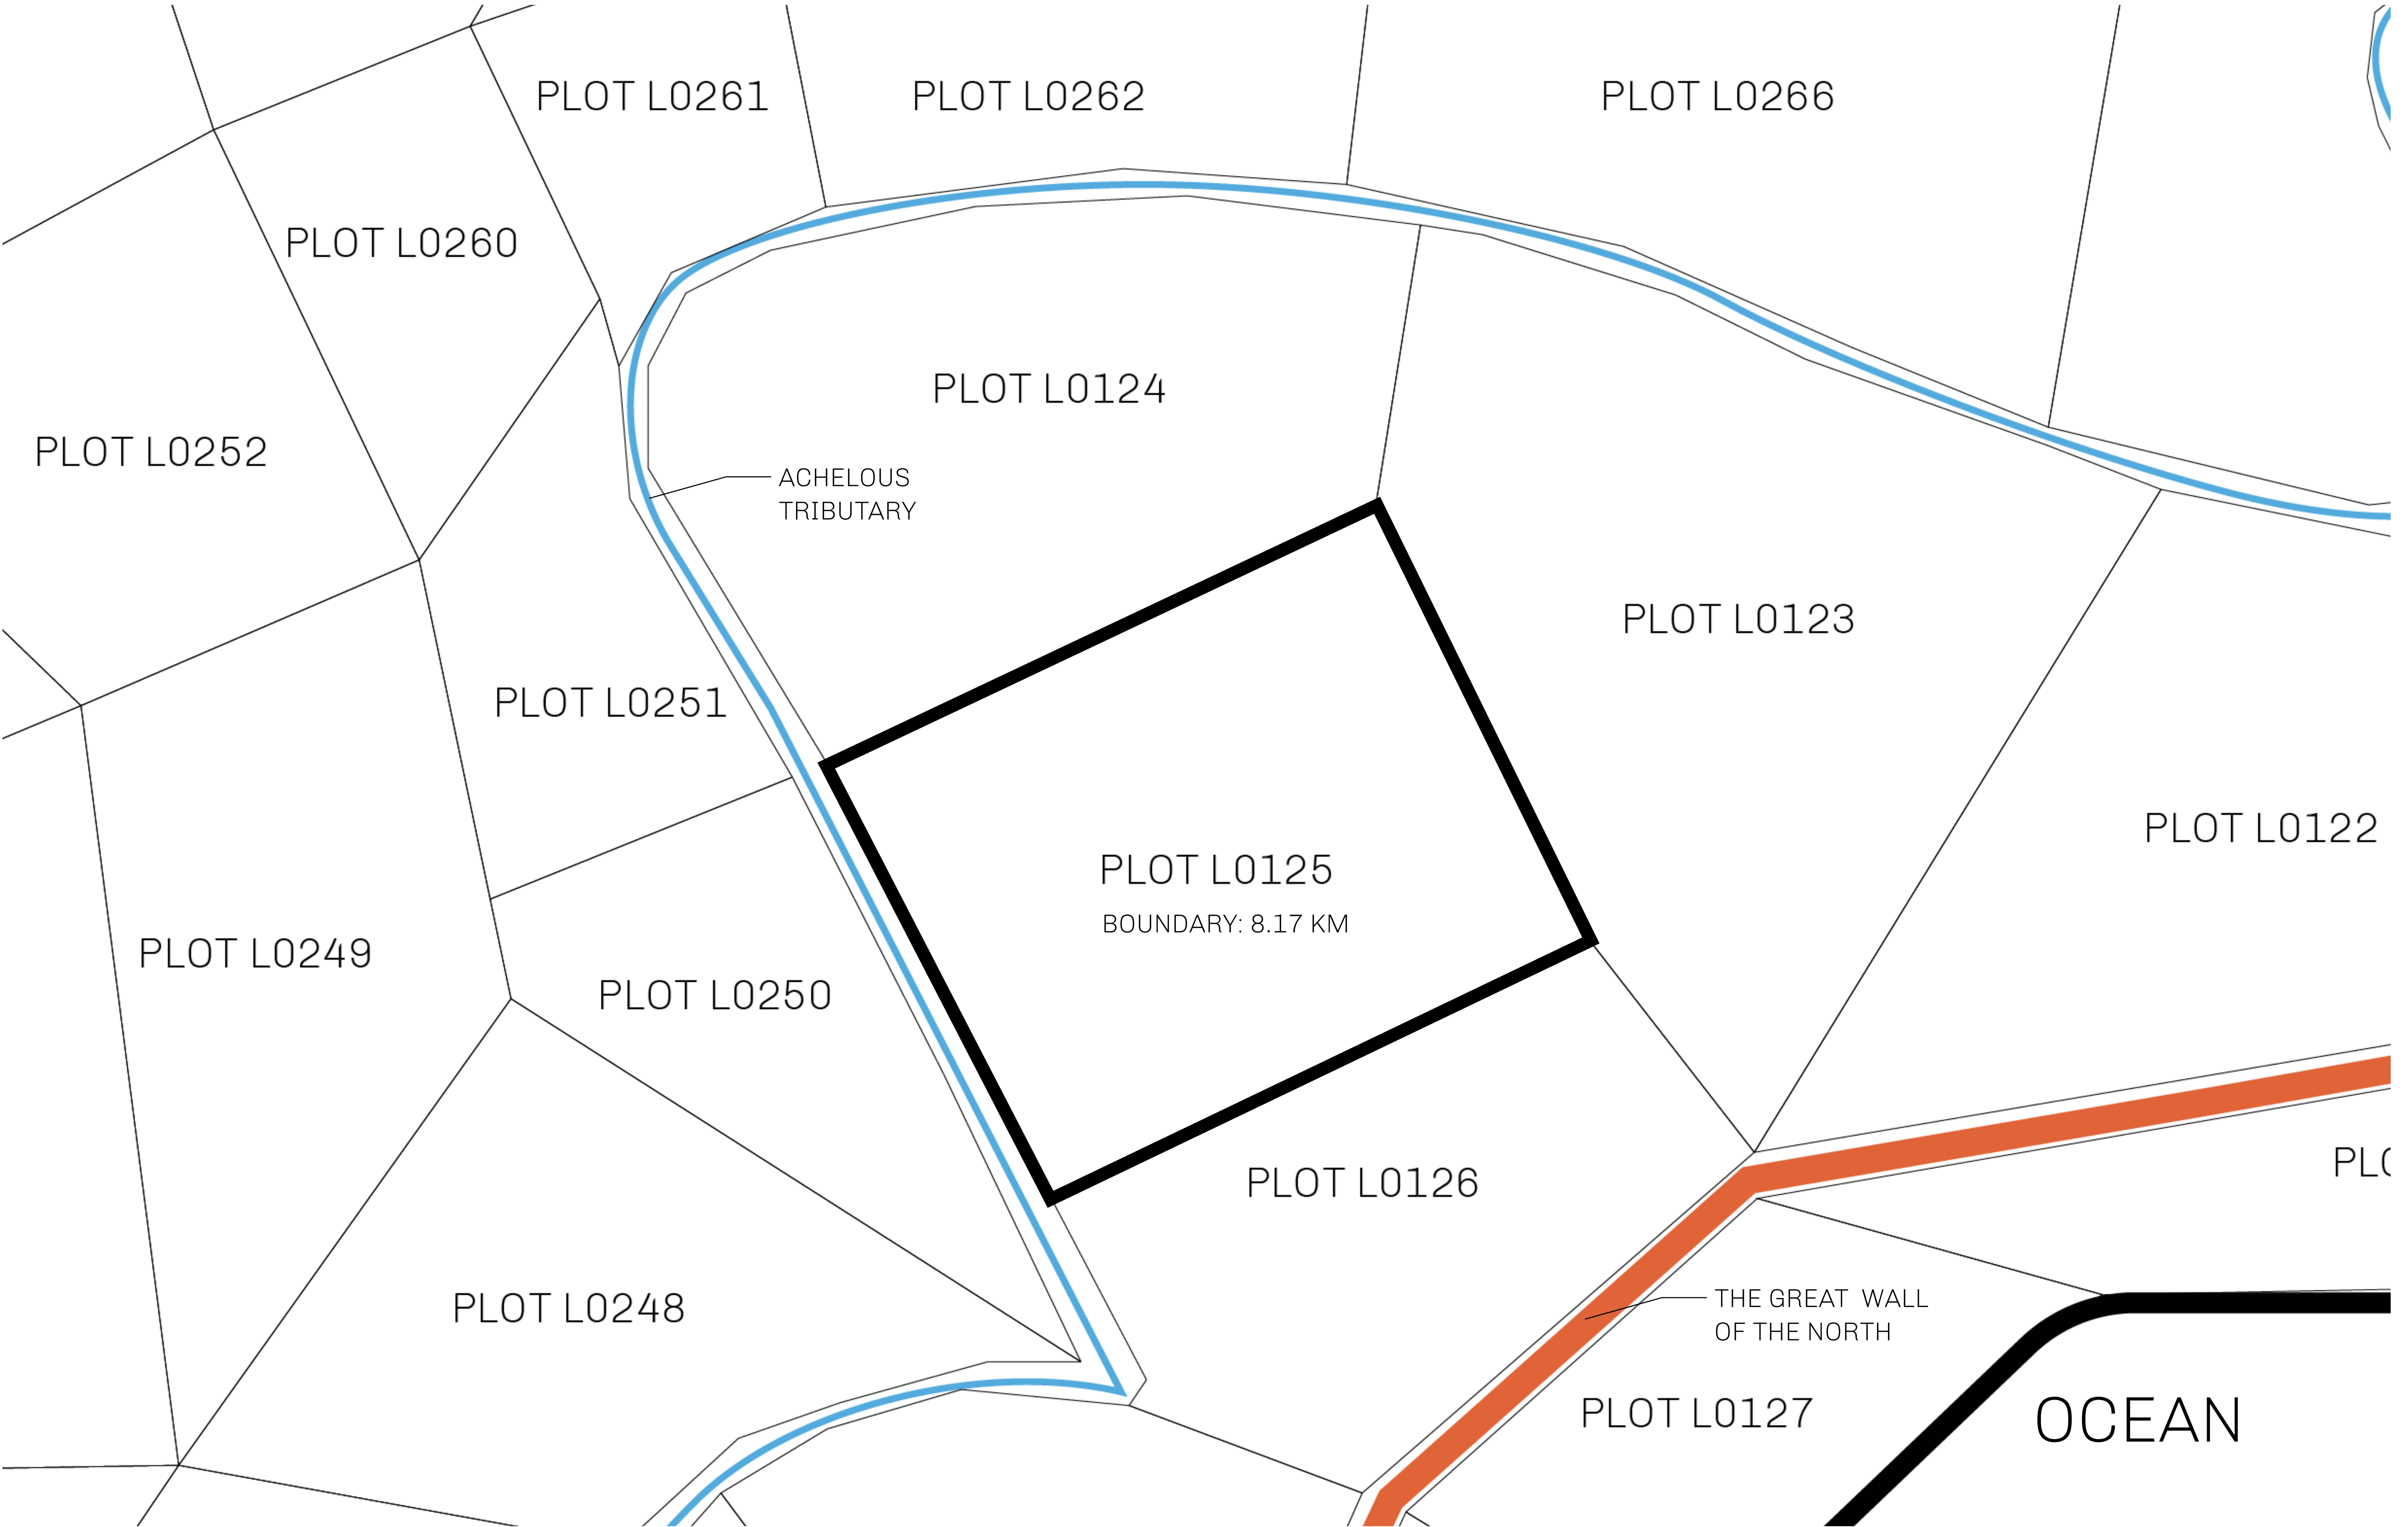 PLOT L0261
PLOT L0262
PLOT L0266
PLOT L0260
PLOT L0124
PLOT L0252
ACHELOUS
TRIBUTARY
PLOT L0123
PLOT L0251
PLOT L0122
PLOT L0125
BOUNDARY: 8.17 KM
PLOT L0249
PLOT L0250
PLOT L0126
PLOT L0248
THE GREAT WALL
OF THE NORTH
PLOT L0127
OCEAN